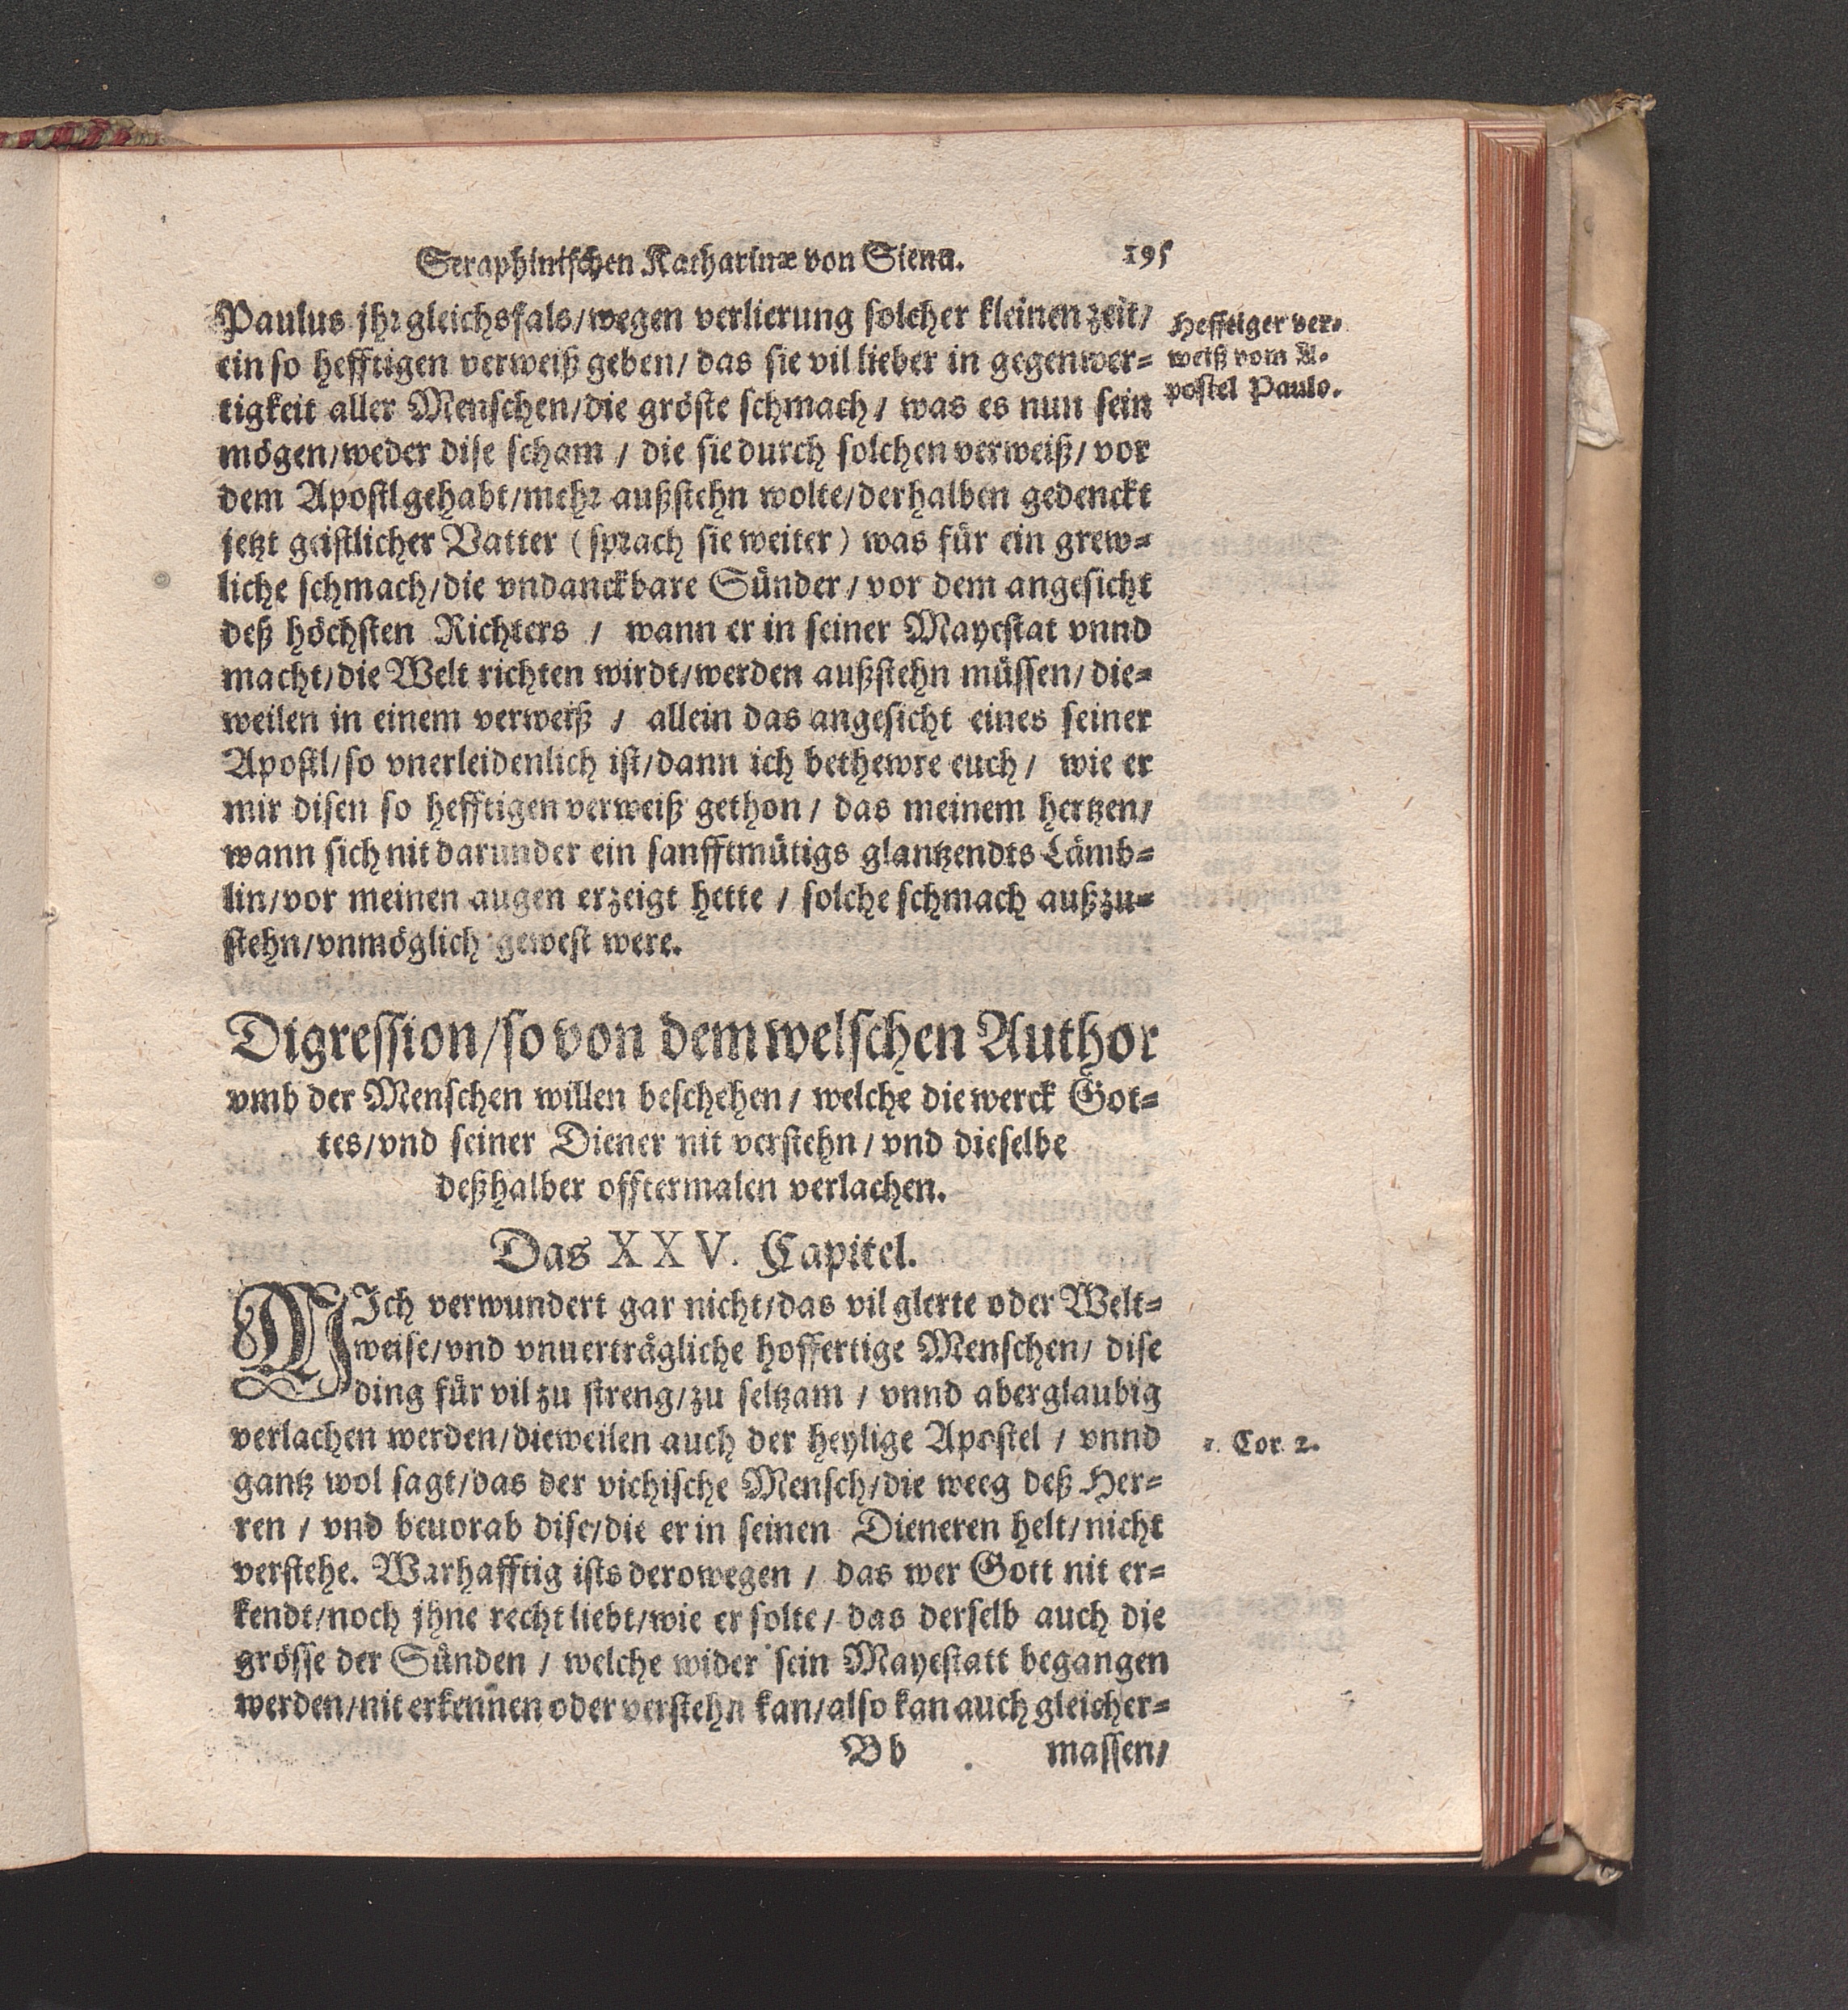 Seraphinischen Katharinæ von Siena. 195
Paulus jhr gleichsfals/wegen verlierung solcher kleinen zeit/
ein so hefftigen verweiß geben/ das sie vil lieber in gegenwer-
tigkeit aller Menschen/die gröste schmach/ was es nun sein
mögen/weder dise scham / die sie durch solchen verweiß/ vor
dem Apostl gehabt/mehr außstehn wolte/derhalben gedenckt
jetzt geistlicher Vatter (sprach sie weiter) was für ein grew-
liche schmach/die vndanckbare Sünder/ vor dem angesicht
deß höchsten Richters / wann er in seiner Mayestat vnnd
macht/die Welt richten wirdt/werden außstehn müssen/ die-
weilen in einem verweiß / allein das angesicht eines seiner
Apostl/so vnerleidenlich ist/dann ich bethewre euch/ wie er
mir disen so hefftigen verweiß gethon/ das meinem hertzen/
wann sich nit darunder ein sanfftmütigs glantzendts Lämb-
lin/vor meinen augen erzeigt hette / solche schmach außzu-
stehn/vnmöglich gewest were.
Hefftiger ver-
weiß vom A-
postel Paulo.
Digression/so von dem welschen Author
vmb der Menschen willen beschehen/ welche die werck Got-
tes/vnd seiner Diener nit verstehn/ vnd dieselbe
deßhalber offtermalen verlachen.
Das XXV. Capitel.
MIch verwundert gar nicht/das vil glerte oder Welt-
weise/vnd vnuerträgliche hoffertige Menschen/ dise
ding für vil zu streng/zu seltzam / vnnd aberglaubig
verlachen werden/dieweilen auch der heylige Apostel / vnnd
gantz wol sagt/das der vichische Mensch/die weeg deß Her-
ren / vnd beuorab dise/die er in seinen Dieneren helt/nicht
verstehe. Warhafftig ists derowegen / das wer Gott nit er-
kendt/noch jhne recht liebt/wie er solte/ das derselb auch die
grösse der Sünden / welche wider sein Mayestatt begangen
werden/nit erkennen oder verstehn kan/also kan auch gleicher-
1. Cor. 2.
Bb massen/